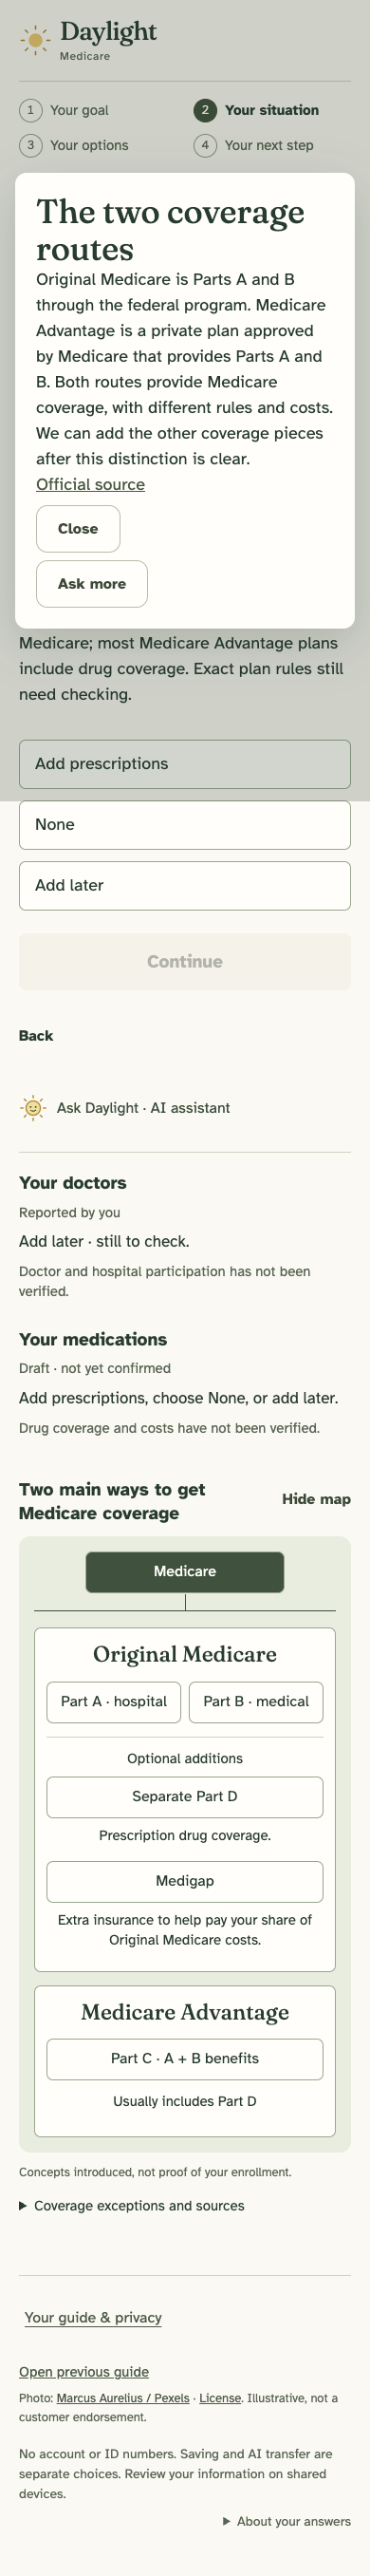 Daylight
Medicare
1 Your goal
2 Your situation
3 Your options
4 Your next step
The two coverage
routes
Original Medicare is Parts A and B
through the federal program. Medicare
Advantage is a private plan approved
by Medicare that provides Parts A and
B. Both routes provide Medicare
coverage, with different rules and costs.
We can add the other coverage pieces
after this distinction is clear.
Official source
Close
Ask more
Medicare; most Medicare Advantage plans
include drug coverage. Exact plan rules still
need checking.
Add prescriptions
None
Add later
Continue
Back
Ask Daylight · AI assistant
Your doctors
Reported by you
Add later · still to check.
Doctor and hospital participation has not been
verified.
Your medications
Draft · not yet confirmed
Add prescriptions, choose None, or add later.
Drug coverage and costs have not been verified.
Two main ways to get
Medicare coverage
Hide map
Medicare
Original Medicare
Part A · hospital
Part B · medical
Optional additions
Separate Part D
Prescription drug coverage.
Medigap
Extra insurance to help pay your share of
Original Medicare costs.
Medicare Advantage
Part C · A + B benefits
Usually includes Part D
Concepts introduced, not proof of your enrollment.
Coverage exceptions and sources
Your guide & privacy
Open previous guide
Photo: Marcus Aurelius / Pexels · License. Illustrative, not a
customer endorsement.
No account or ID numbers. Saving and AI transfer are
separate choices. Review your information on shared
devices.
About your answers